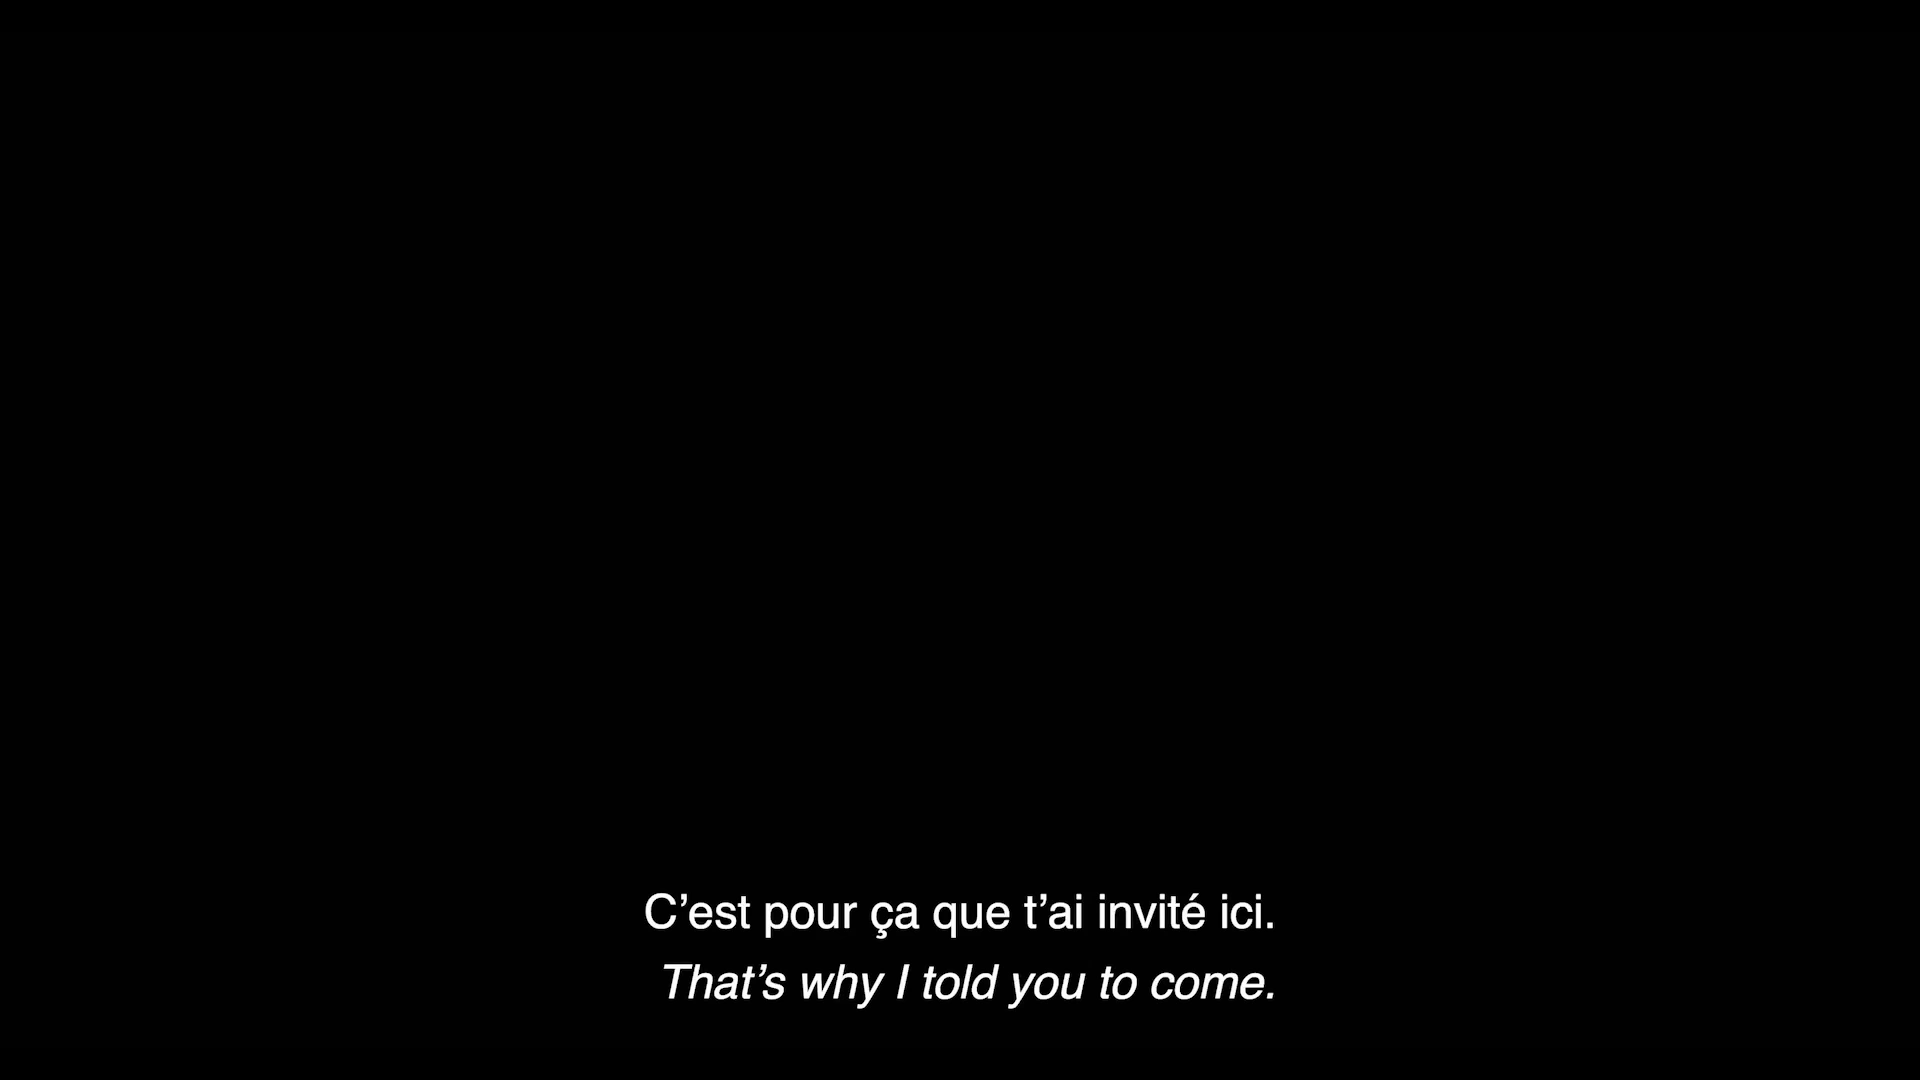 C’est pour ça que t’ai invité ici.
That’s why I told you to come.